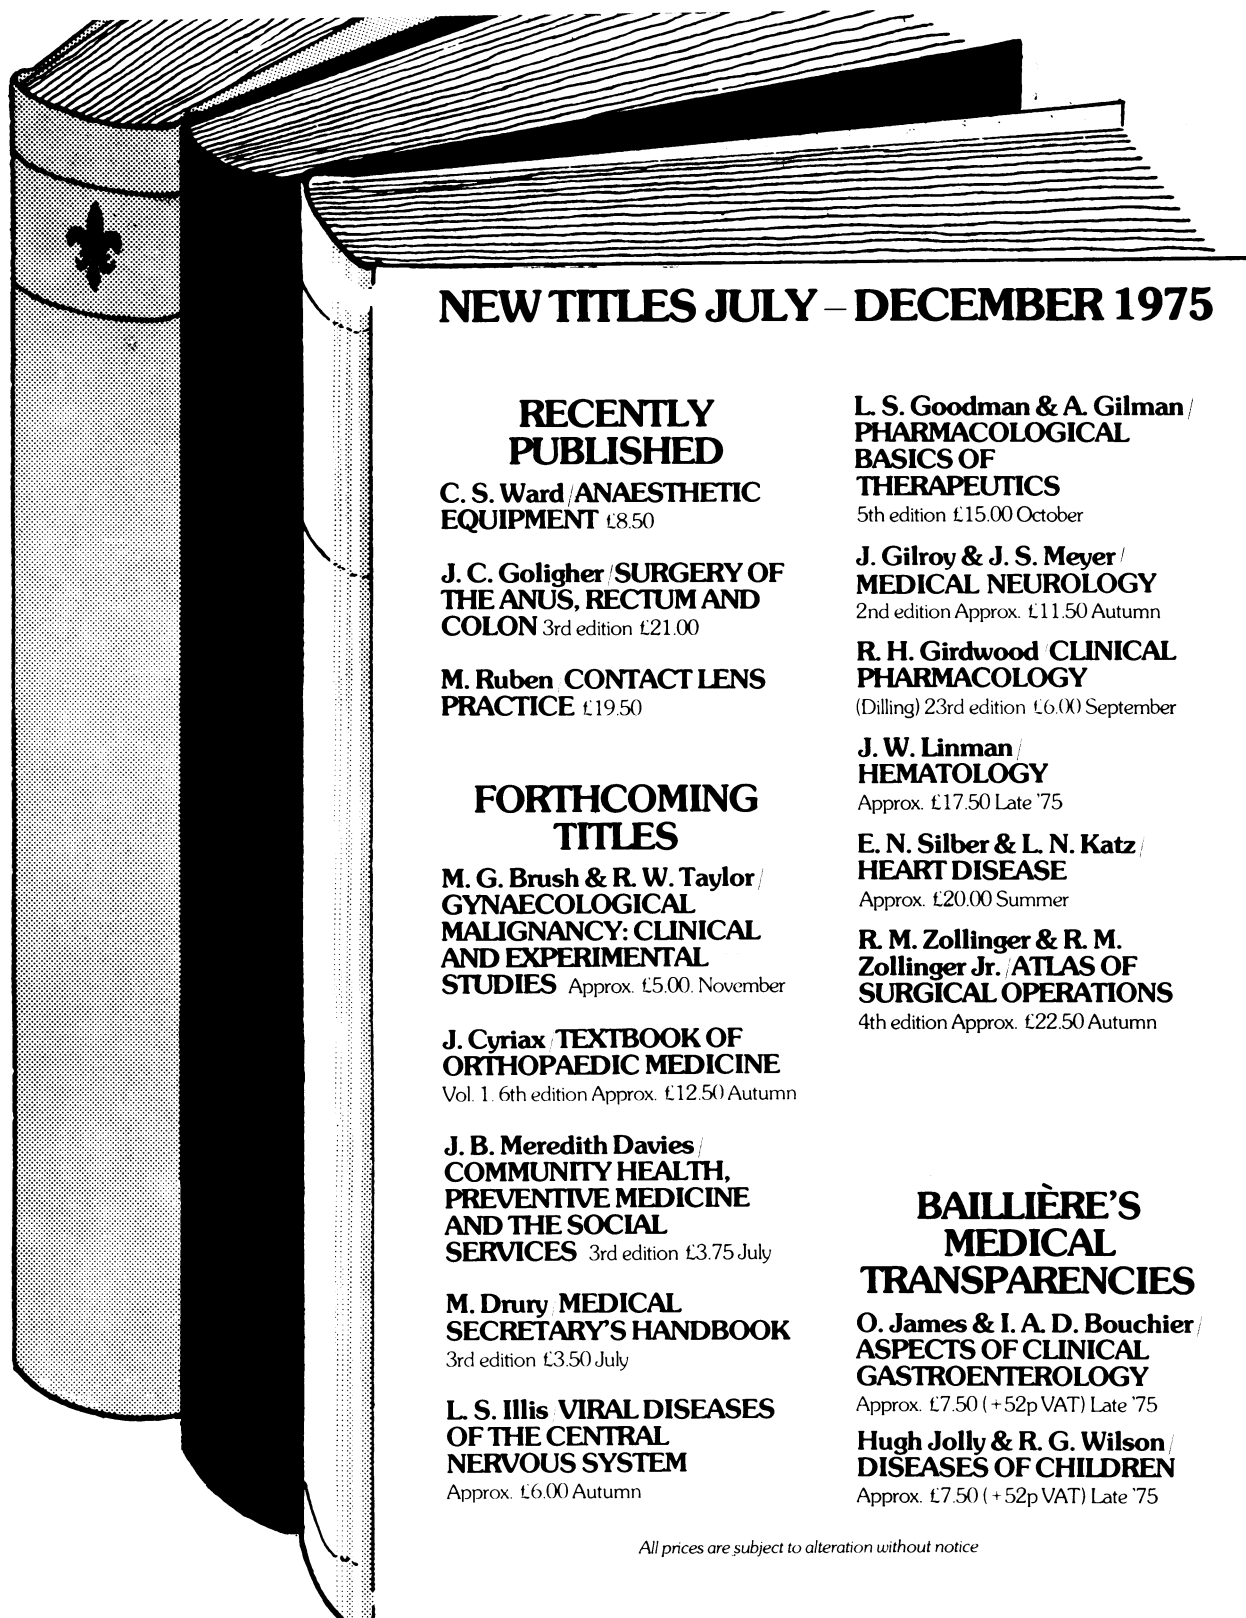 NEW TITLES JULY – DECEMBER 1975
RECENTLY
PUBLISHED
C. S. Ward/ANAESTHETIC
EQUIPMENT £8.50
J. C. Goligher/SURGERY OF
THE ANUS, RECTUM AND
COLON 3rd edition £21.00
M. Ruben/CONTACT LENS
PRACTICE £19.50
FORTHCOMING
TITLES
M. G. Brush & R. W. Taylor/
GYNAECOLOGICAL
MALIGNANCY: CLINICAL
AND EXPERIMENTAL
STUDIES Approx. £5.00. November
J. Cyriax/TEXTBOOK OF
ORTHOPAEDIC MEDICINE
Vol. 1. 6th edition Approx. £12.50 Autumn
J. B. Meredith Davies/
COMMUNITY HEALTH,
PREVENTIVE MEDICINE
AND THE SOCIAL
SERVICES 3rd edition £3.75 July
M. Drury/MEDICAL
SECRETARY'S HANDBOOK
3rd edition £3.50 July
L. S. Illis/VIRAL DISEASES
OF THE CENTRAL
NERVOUS SYSTEM
Approx. £6.00 Autumn
L. S. Goodman & A. Gilman/
PHARMACOLOGICAL
BASICS OF
THERAPEUTICS
5th edition £15.00 October
J. Gilroy & J. S. Meyer/
MEDICAL NEUROLOGY
2nd edition Approx. £11.50 Autumn
R. H. Girdwood/CLINICAL
PHARMACOLOGY
(Dilling) 23rd edition £6.00 September
J. W. Linman/
HEMATOLOGY
Approx. £17.50 Late '75
E. N. Silber & L. N. Katz/
HEART DISEASE
Approx. £20.00 Summer
R. M. Zollinger & R. M.
Zollinger Jr./ATLAS OF
SURGICAL OPERATIONS
4th edition Approx. £22.50 Autumn
BAILLIÈRE'S
MEDICAL
TRANSPARENCIES
O. James & I. A. D. Bouchier/
ASPECTS OF CLINICAL
GASTROENTEROLOGY
Approx. £7.50 (+52p VAT) Late '75
Hugh Jolly & R. G. Wilson/
DISEASES OF CHILDREN
Approx. £7.50 (+52p VAT) Late '75
All prices are subject to alteration without notice